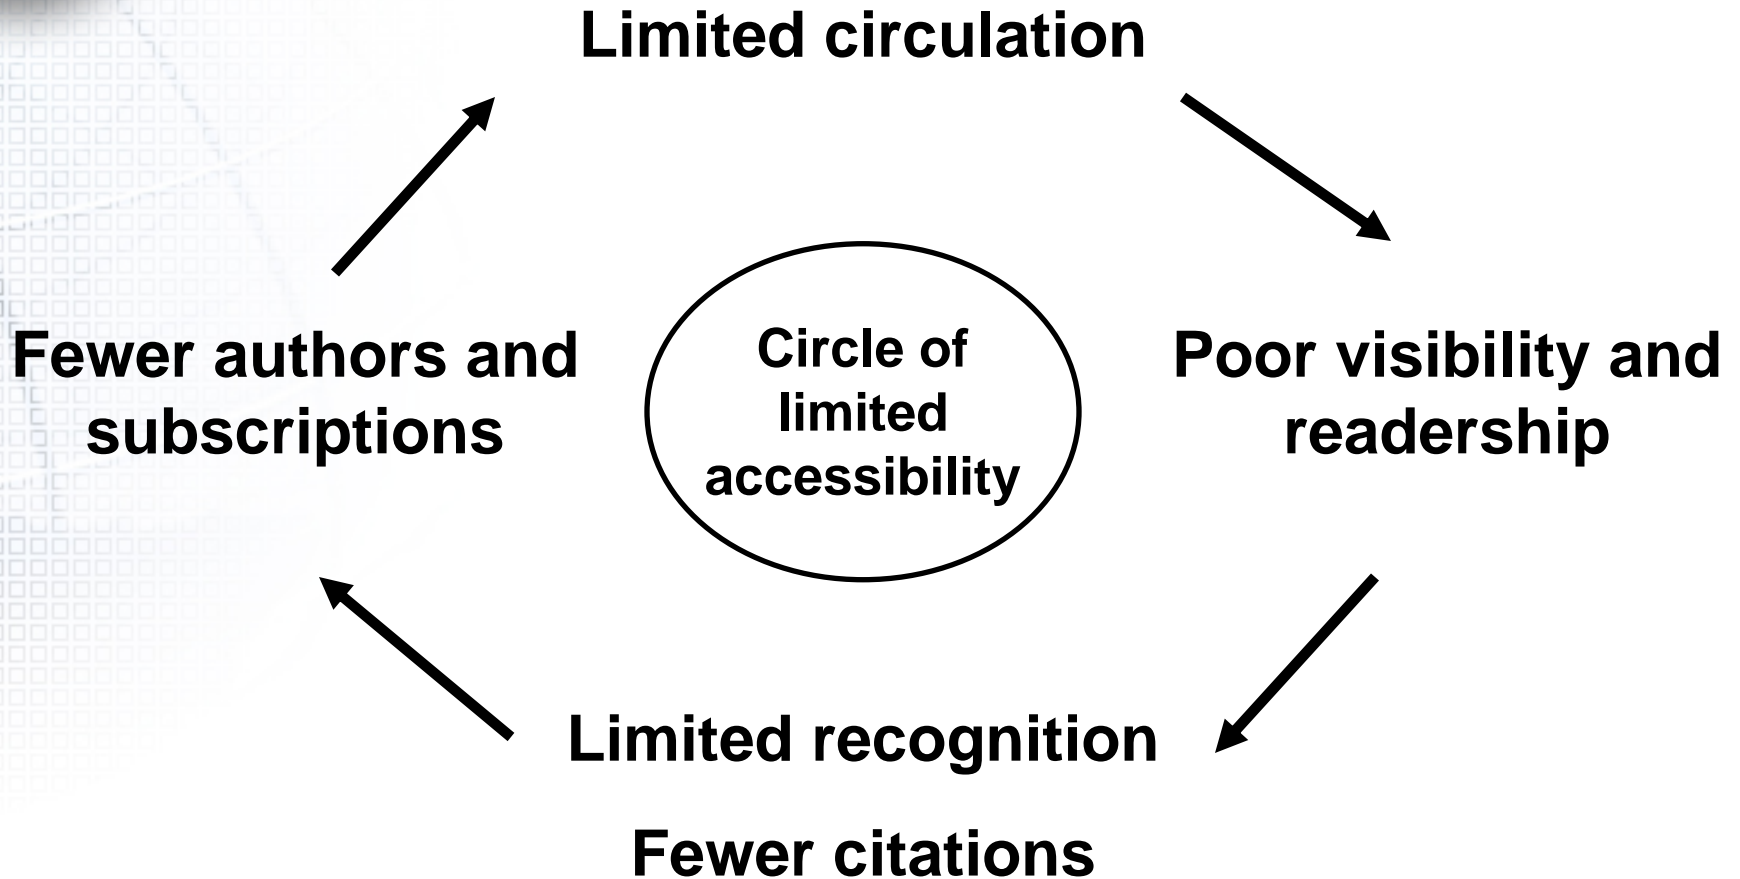 Limited circulation
Fewer authors and
subscriptions
Circle of
limited
accessibility
Poor visibility and
readership
Limited recognition
Fewer citations